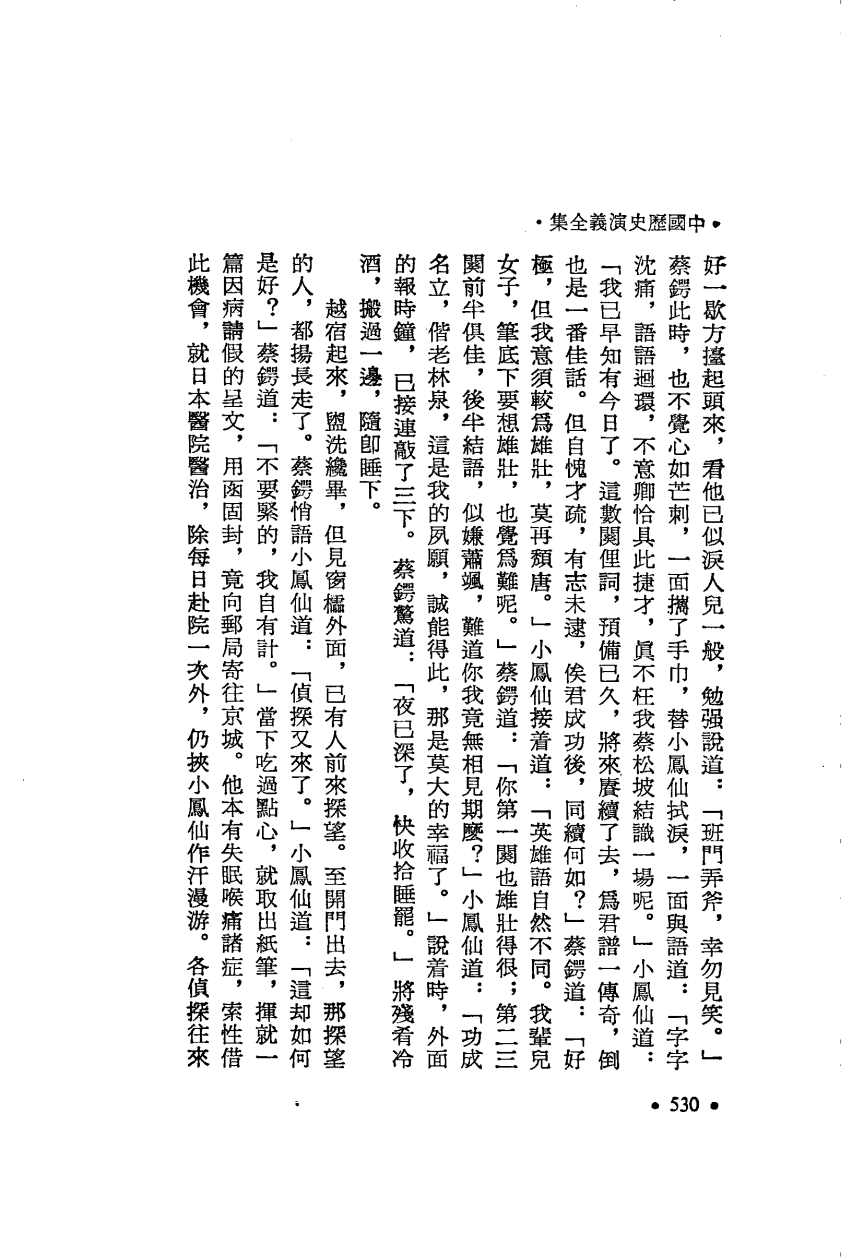 •中國歷史演義全集•
好一歇方擡起頭來，看他已似淚人兒一般，勉强說道：「班門弄斧，幸勿見笑。」
蔡鍔此時，也不覺心如芒刺，一面攜了手巾，替小鳳仙拭淚，一面與語道：「字字
沈痛，語語迴環，不意卿恰具此捷才，眞不枉我蔡松坡結識一場呢。」小鳳仙道：
「我已早知有今日了。這數闋俚詞，預備已久，將來賡續了去，爲君譜一傳奇，倒
也是一番佳話。但自愧才疏，有志未逮，俟君成功後，同續何如？」蔡鍔道：「好
極，但我意須較爲雄壯，莫再頹唐。」小鳳仙接着道：「英雄語自然不同。我輩兒
女子，筆底下要想雄壯，也覺爲難呢。」蔡鍔道：「你第一闋也雄壯得很；第二三
闋前半俱佳，後半結語，似嫌蕭颯，難道你我竟無相見期麼？」小鳳仙道：「功成
名立，偕老林泉，這是我的夙願，誠能得此，那是莫大的幸福了。」說着時，外面
的報時鐘，已接連敲了三下。蔡鍔驚道：「夜已深了，快收拾睡罷。」將殘肴冷
酒，搬過一邊，隨卽睡下。
越宿起來，盥洗纔畢，但見窗櫺外面，已有人前來探望。至開門出去，那探望
的人，都揚長走了。蔡鍔悄語小鳳仙道：「偵探又來了。」小鳳仙道：「這却如何
是好？」蔡鍔道：「不要緊的，我自有計。」當下吃過點心，就取出紙筆，揮就一
篇因病請假的呈文，用函固封，竟向郵局寄往京城。他本有失眠喉痛諸症，索性借
此機會，就日本醫院醫治，除每日赴院一次外，仍挾小鳳仙作汗漫游。各偵探往來
•530•